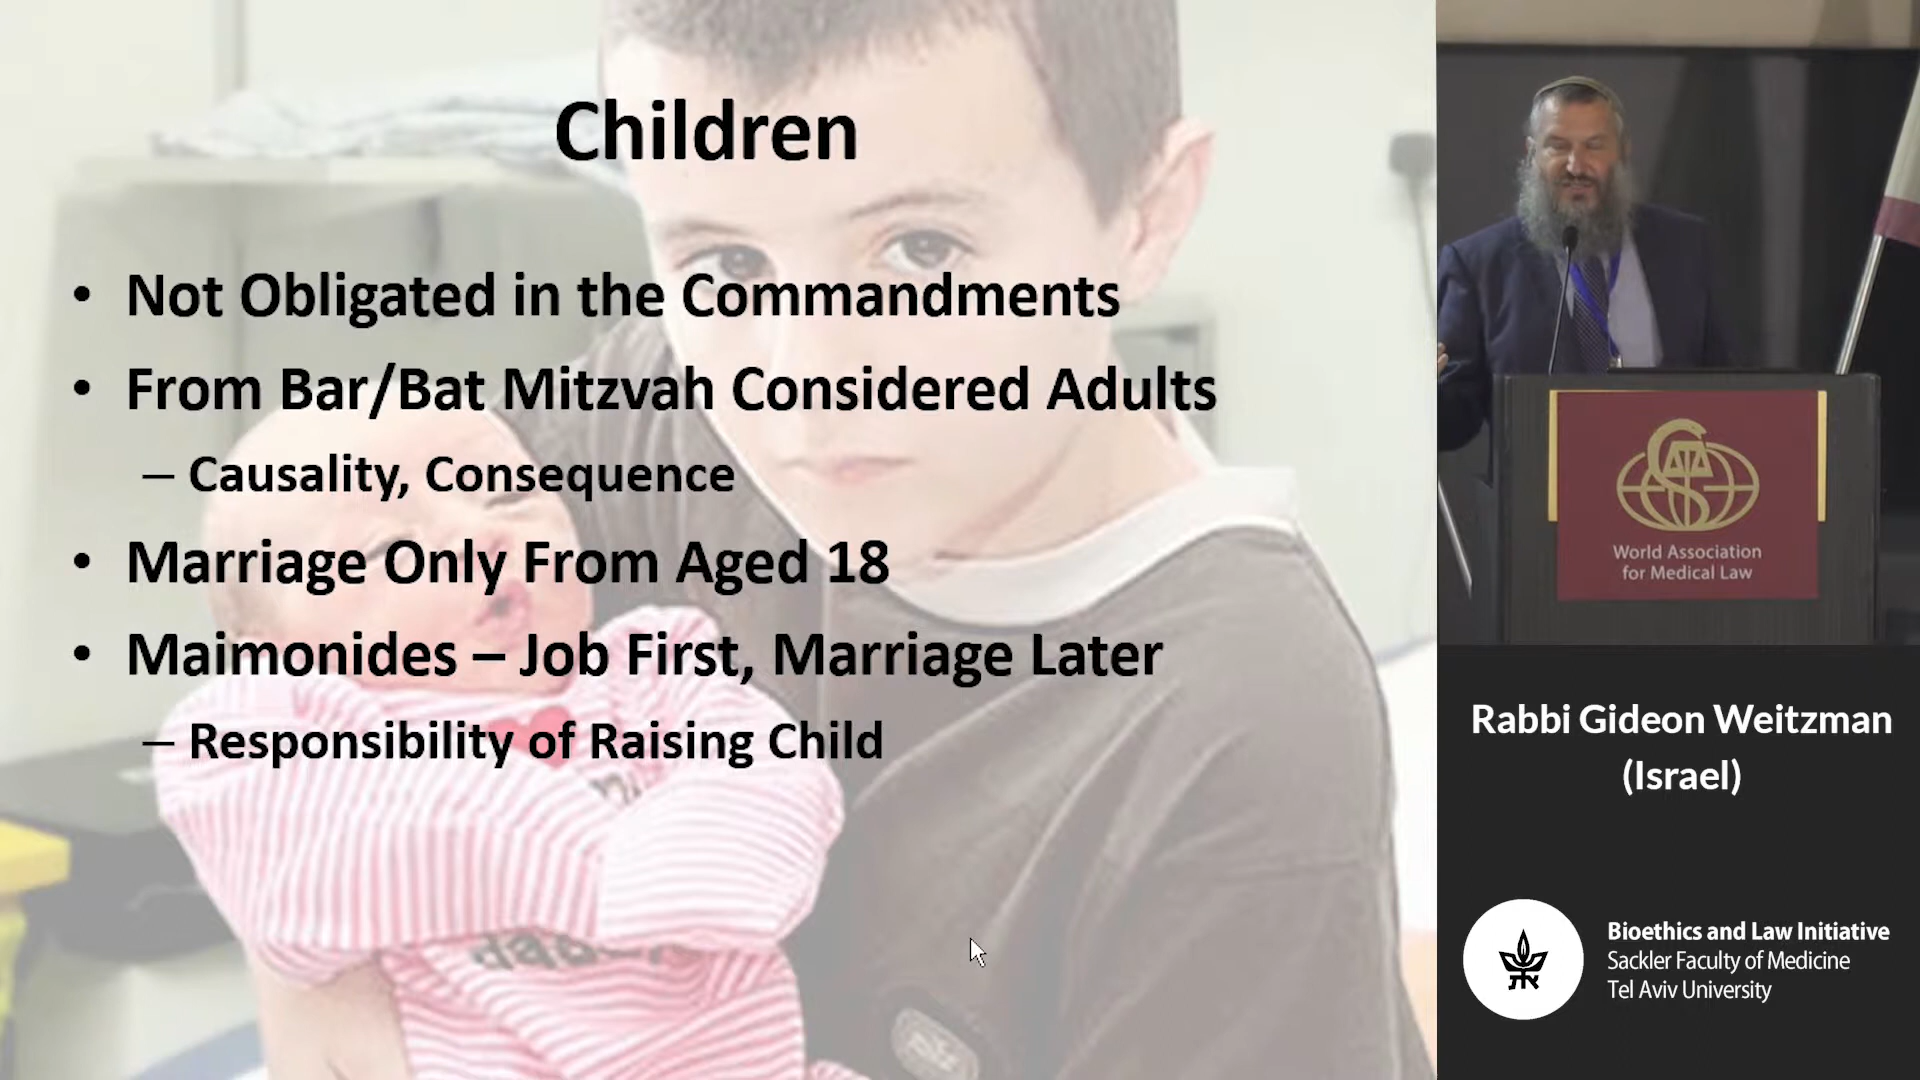 Children
• Not Obligated in the Commandments
• From Bar/Bat Mitzvah Considered Adults
– Causality, Consequence
• Marriage Only From Aged 18
• Maimonides – Job First, Marriage Later
– Responsibility of Raising Child
World Association
for Medical Law
Rabbi Gideon Weitzman
(Israel)
Bioethics and Law Initiative
Sackler Faculty of Medicine
Tel Aviv University